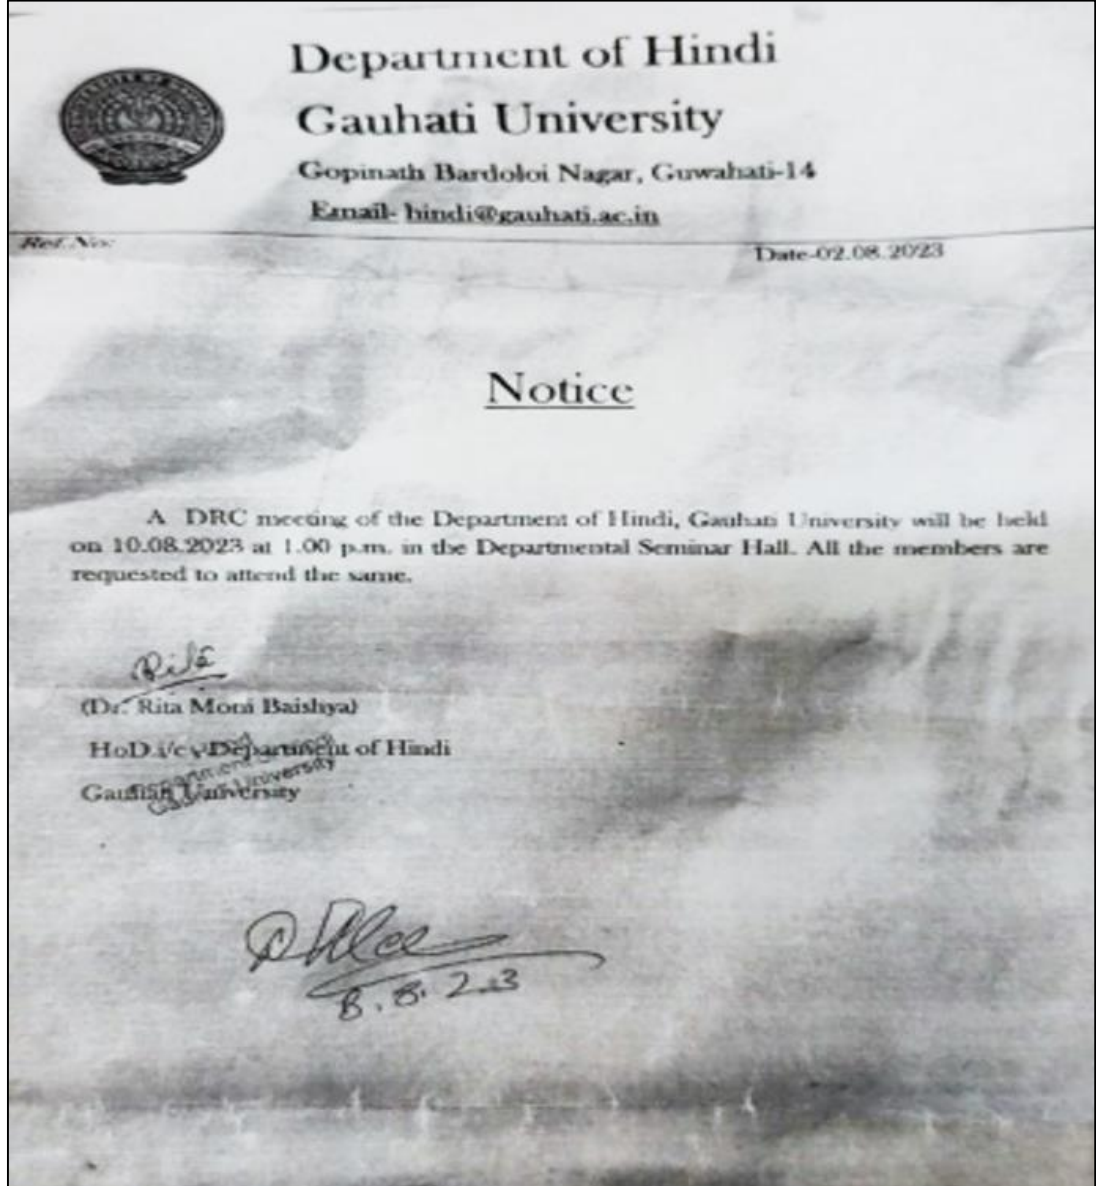 Department of Hindi
Gauhati University
Gopinath Bardoloi Nagar, Guwahati-14
Email- hindi@gauhati.ac.in
Ref. No:
Date-02.08.2023
Notice
A DRC meeting of the Department of Hindi, Gauhati University will be held
on 10.08.2023 at 1.00 p.m. in the Departmental Seminar Hall. All the members are
requested to attend the same.
Rita
(Dr. Rita Moni Baishya)
HoD i/c, Department of Hindi
Gauhati University
8.8.23